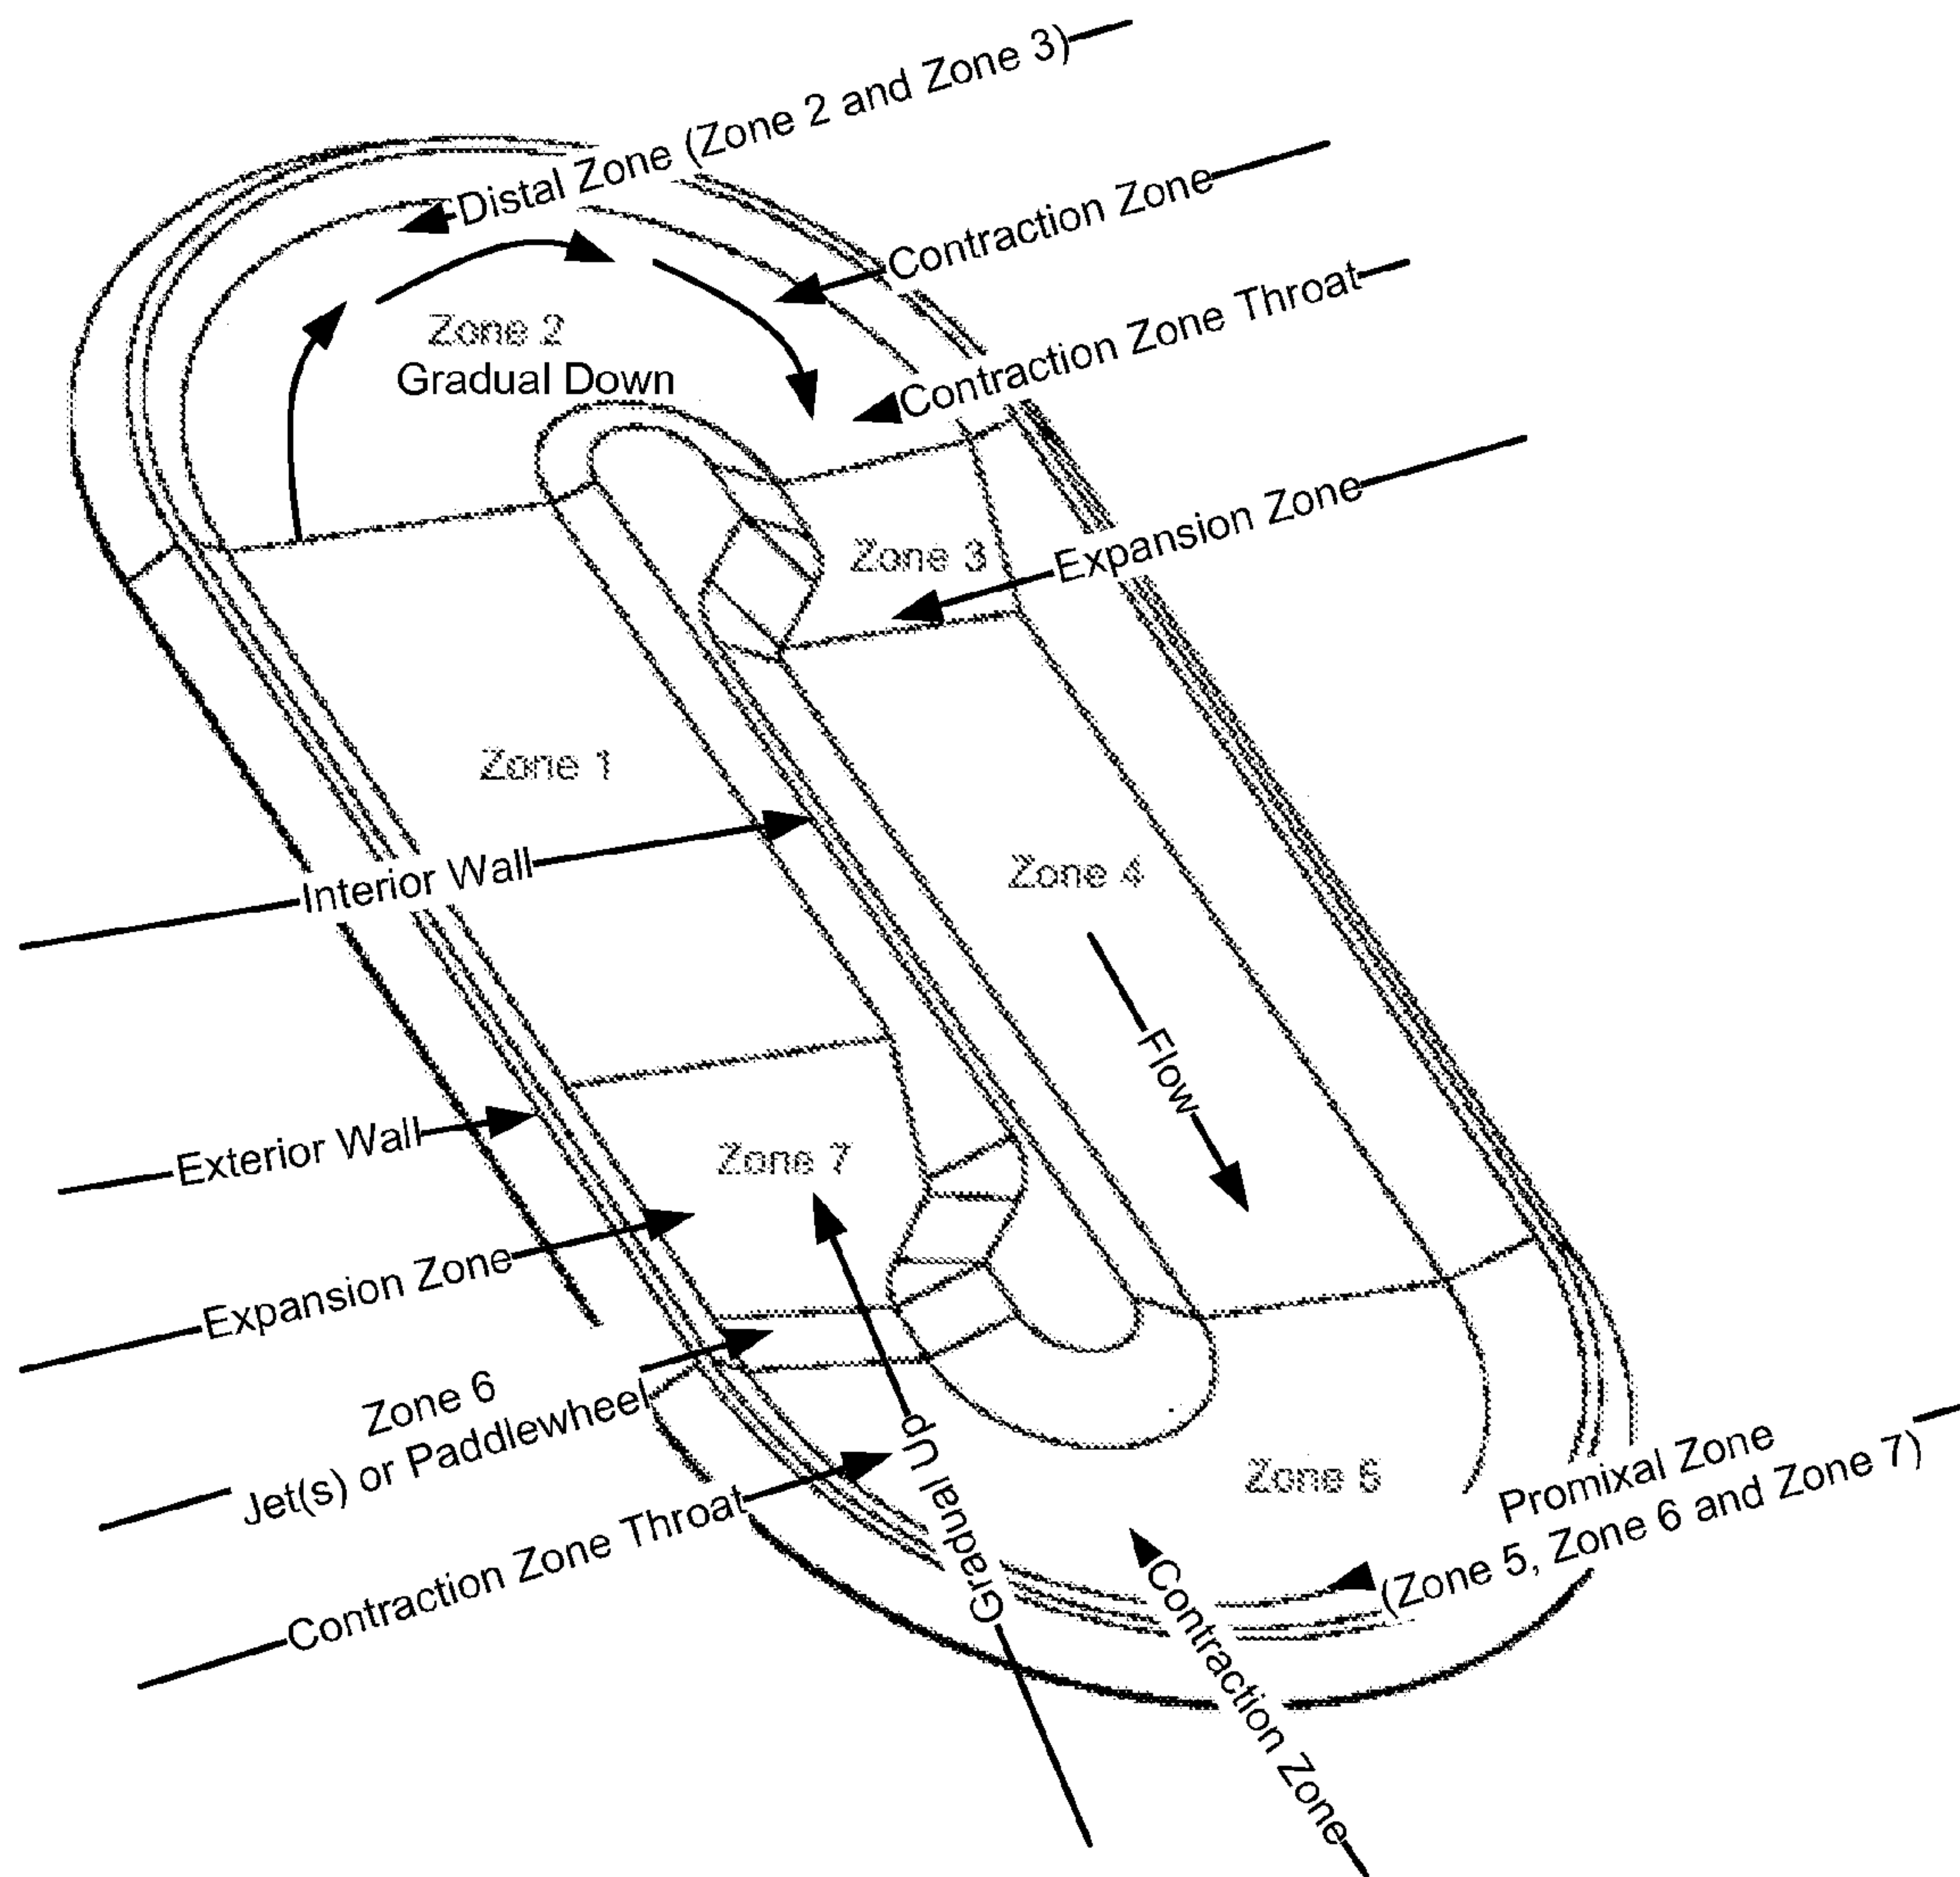 Distal Zone (Zone 2 and Zone 3)
Contraction Zone
Contraction Zone Throat
Zone 2
Gradual Down
Expansion Zone
Zone 3
Zone 1
Interior Wall
Zone 4
Flow
Exterior Wall
Zone 7
Expansion Zone
Zone 6
Jet(s) or Paddlewheel
Contraction Zone Throat
Gradual Up
Zone
Promixal Zone
(Zone 5, Zone 6 and Zone 7)
Contraction Zone